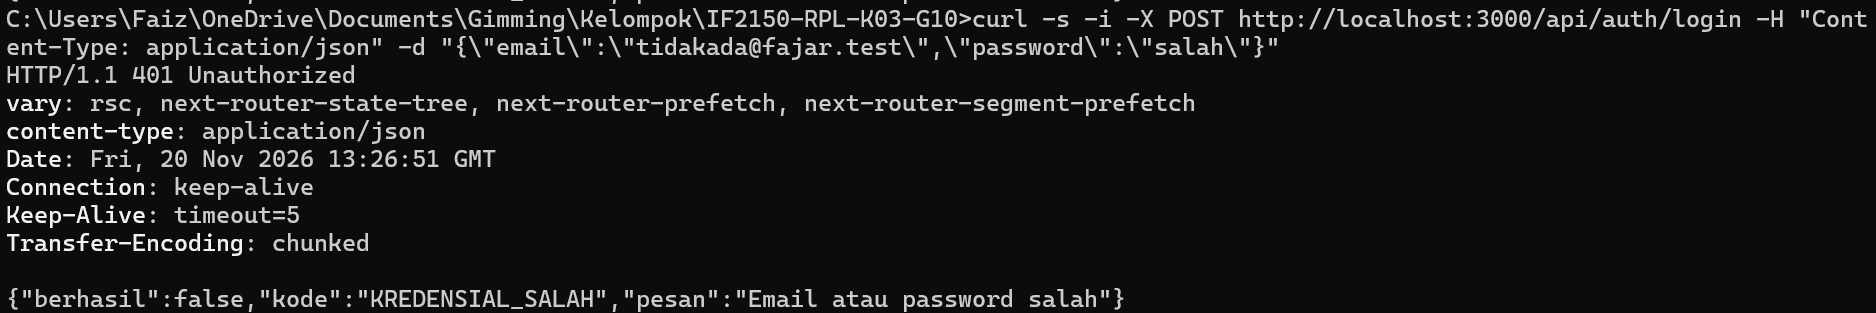 C:\Users\Faiz\OneDrive\Documents\Gimming\Kelompok\IF2150-RPL-K03-G10>curl -s -i -X POST http://localhost:3000/api/auth/login -H "Cont
ent-Type: application/json" -d "{\"email\":\"tidakada@fajar.test\",\"password\":\"salah\"}"
HTTP/1.1 401 Unauthorized
vary: rsc, next-router-state-tree, next-router-prefetch, next-router-segment-prefetch
content-type: application/json
Date: Fri, 20 Nov 2026 13:26:51 GMT
Connection: keep-alive
Keep-Alive: timeout=5
Transfer-Encoding: chunked

{"berhasil":false,"kode":"KREDENSIAL_SALAH","pesan":"Email atau password salah"}